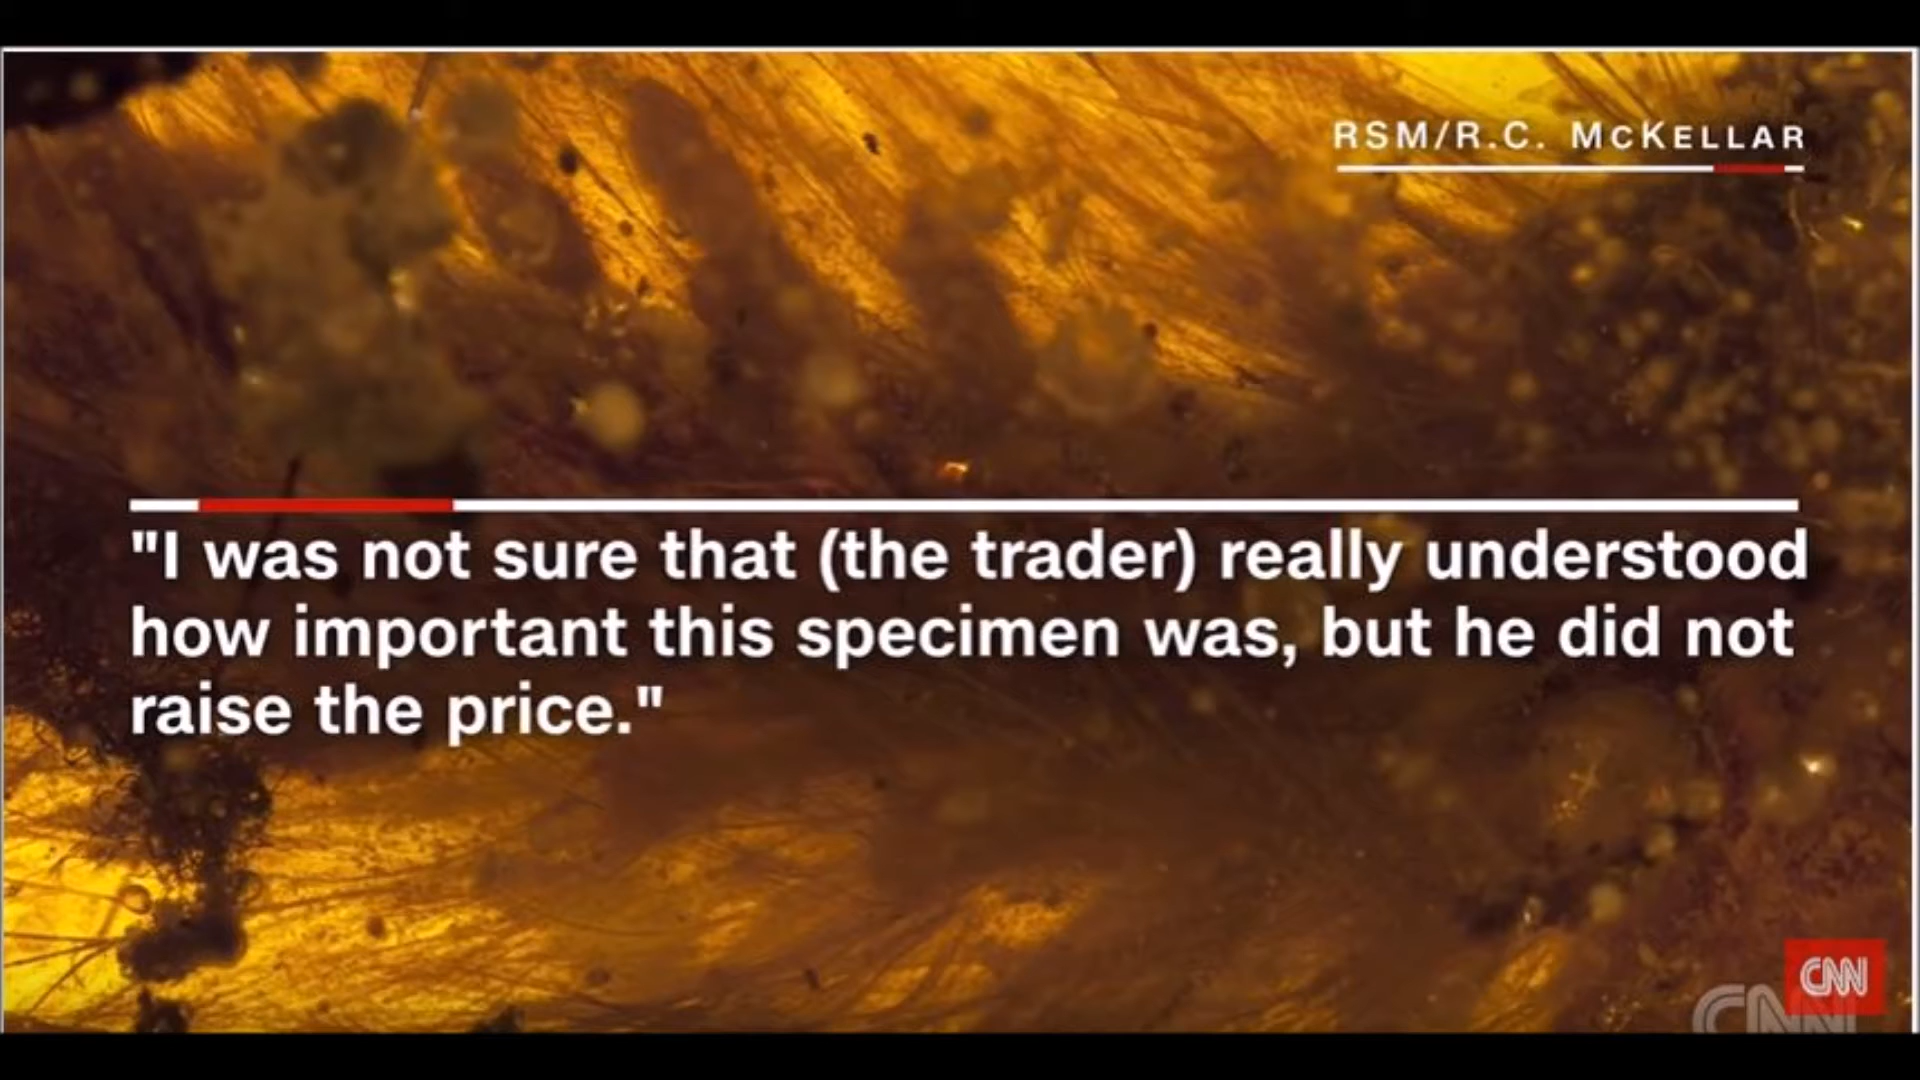 RSM/R.C. MCKELLAR
"I was not sure that (the trader) really understood
how important this specimen was, but he did not
raise the price."
CNN
CNN